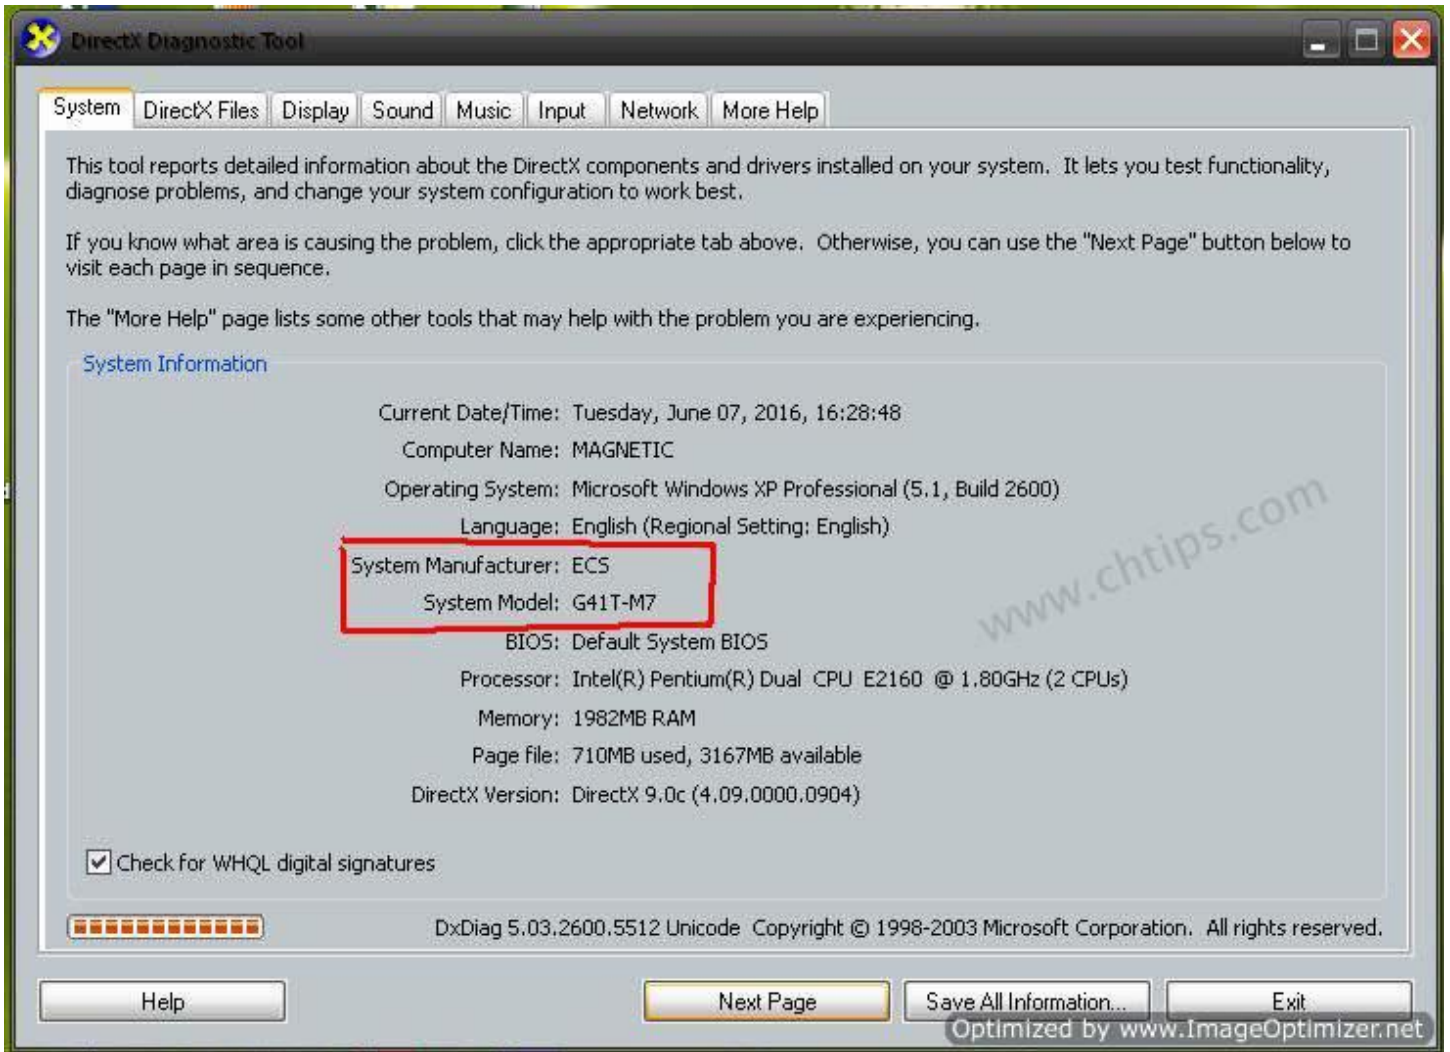 DirectX Diagnostic Tool
System DirectX Files Display Sound Music Input Network More Help
This tool reports detailed information about the DirectX components and drivers installed on your system. It lets you test functionality,
diagnose problems, and change your system configuration to work best.
If you know what area is causing the problem, click the appropriate tab above. Otherwise, you can use the "Next Page" button below to
visit each page in sequence.
The "More Help" page lists some other tools that may help with the problem you are experiencing.
System Information
Current Date/Time: Tuesday, June 07, 2016, 16:28:48
Computer Name: MAGNETIC
Operating System: Microsoft Windows XP Professional (5.1, Build 2600)
Language: English (Regional Setting: English)
System Manufacturer: ECS
System Model: G41T-M7
BIOS: Default System BIOS
Processor: Intel(R) Pentium(R) Dual CPU E2160 @ 1.80GHz (2 CPUs)
Memory: 1982MB RAM
Page file: 710MB used, 3167MB available
DirectX Version: DirectX 9.0c (4.09.0000.0904)
www.chtips.com
Check for WHQL digital signatures
DxDiag 5.03.2600.5512 Unicode Copyright © 1998-2003 Microsoft Corporation. All rights reserved.
Help Next Page Save All Information... Exit
Optimized by www.ImageOptimizer.net